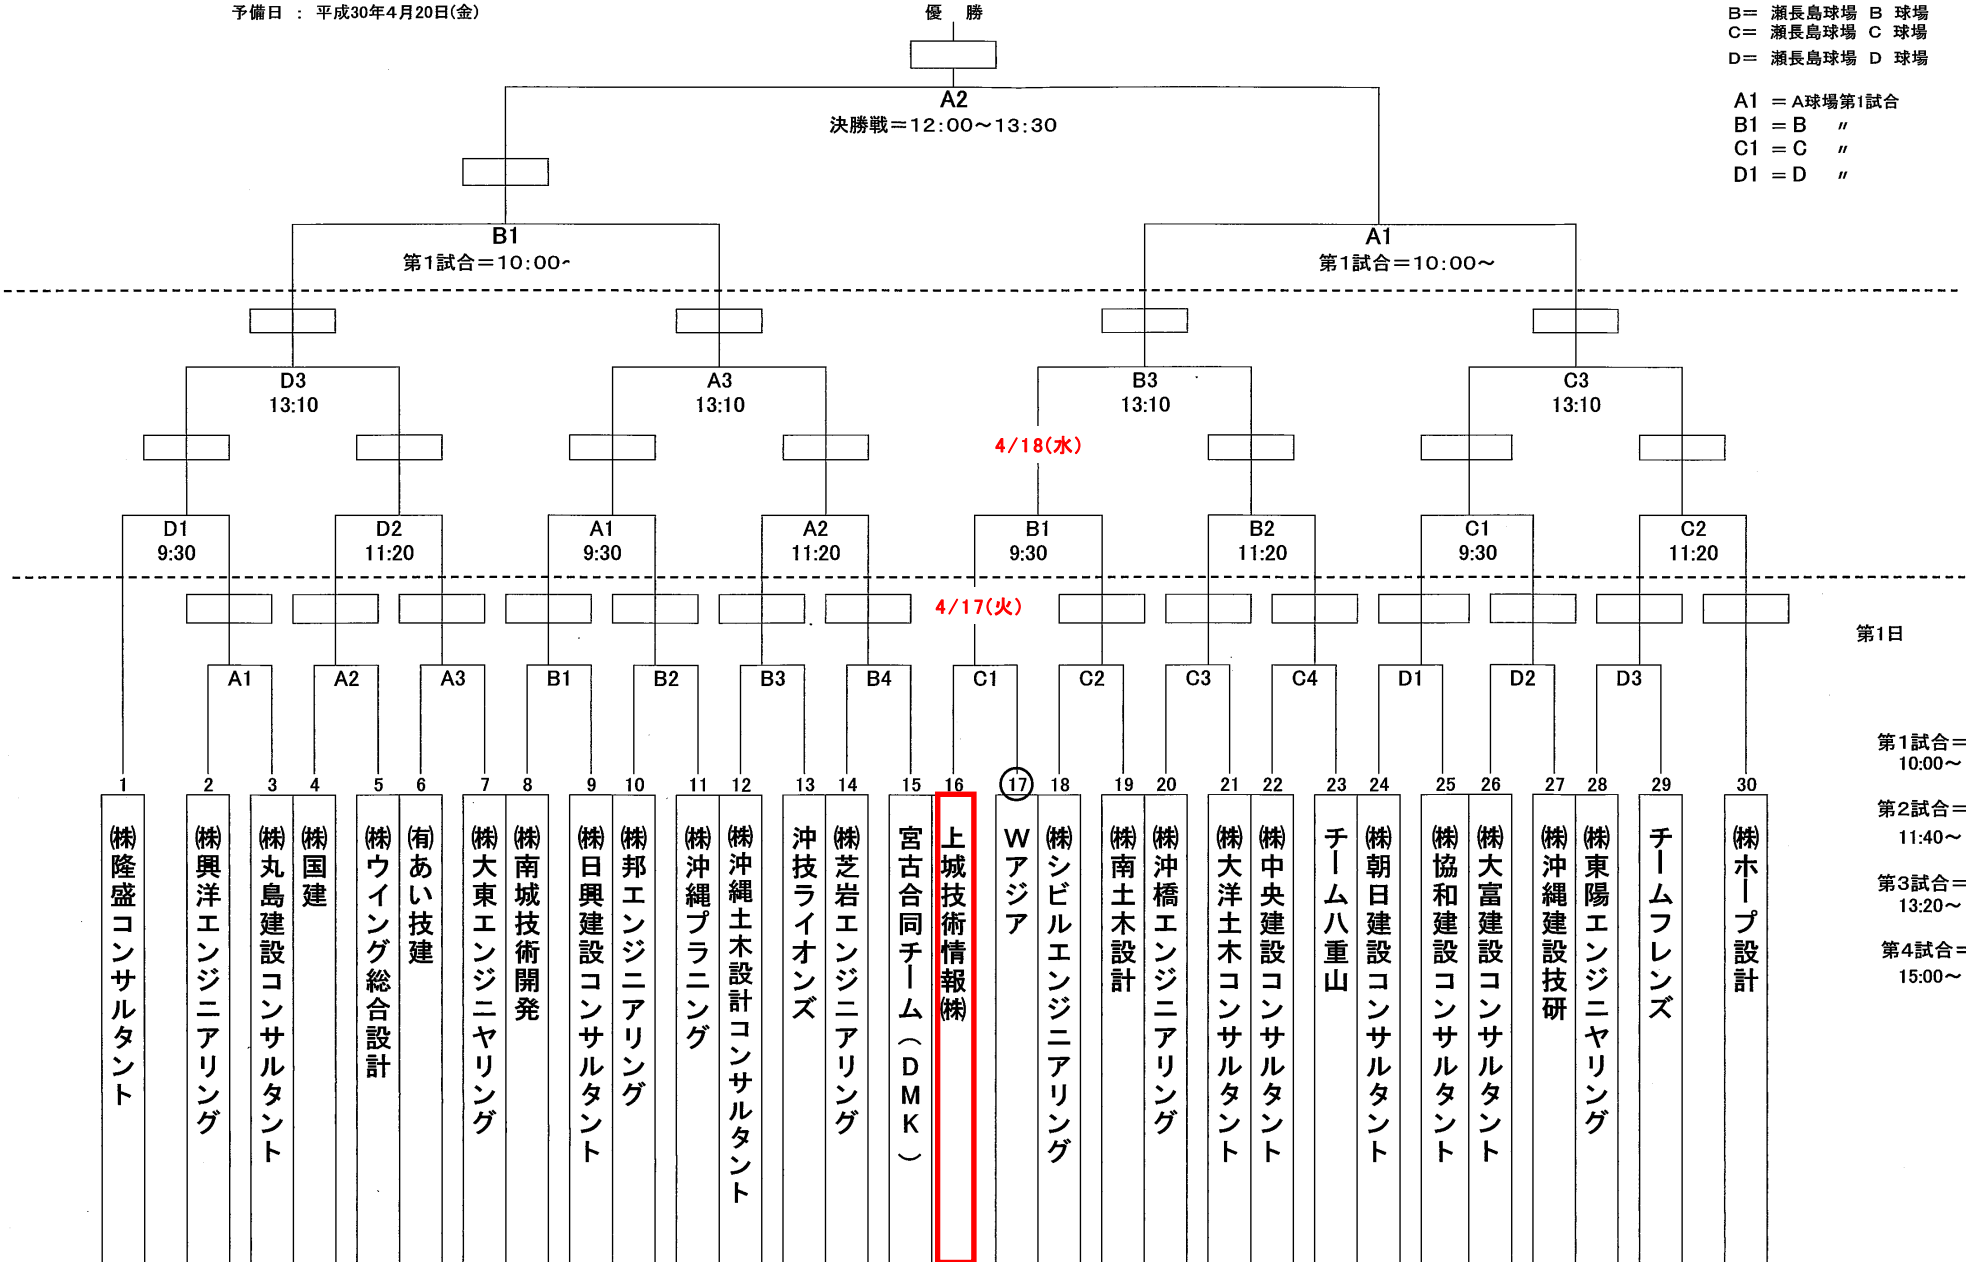 予備日 : 平成30年4月20日(金)
優 勝
B= 瀬長島球場 B 球場
C= 瀬長島球場 C 球場
D= 瀬長島球場 D 球場
A1 =A球場第1試合
B1 =B 〃
C1 =C 〃
D1 =D 〃
A2
決勝戦=12:00~13:30
B1
第1試合=10:00~
A1
第1試合=10:00~
D3
13:10
A3
13:10
B3
13:10
C3
13:10
4/18(水)
D1
9:30
D2
11:20
A1
9:30
A2
11:20
B1
9:30
B2
11:20
C1
9:30
C2
11:20
4/17(火)
第1日
A1
A2
A3
B1
B2
B3
B4
C1
C2
C3
C4
D1
D2
D3
第1試合=
10:00~
第2試合=
11:40~
第3試合=
13:20~
第4試合=
15:00~
1 2 3 4 5 6 7 8 9 10 11 12 13 14 15 16 17 18 19 20 21 22 23 24 25 26 27 28 29 30
㈱隆盛コンサルタント
㈱興洋エンジニアリング
㈱丸島建設コンサルタント
㈱国建
㈱ウイング総合設計
㈲あい技建
㈱大東エンジニヤリング
㈱南城技術開発
㈱日興建設コンサルタント
㈱邦エンジニアリング
㈱沖縄プラニング
㈱沖縄土木設計コンサルタント
沖技ライオンズ
㈱芝岩エンジニアリング
宮古合同チーム(DMK)
上城技術情報㈱
Wアジア
㈱シビルエンジニアリング
㈱南土木設計
㈱沖橋エンジニアリング
㈱大洋土木コンサルタント
㈱中央建設コンサルタント
チーム八重山
㈱朝日建設コンサルタント
㈱協和建設コンサルタント
㈱大富建設コンサルタント
㈱沖縄建設技研
㈱東陽エンジニヤリング
チームフレンズ
㈱ホープ設計